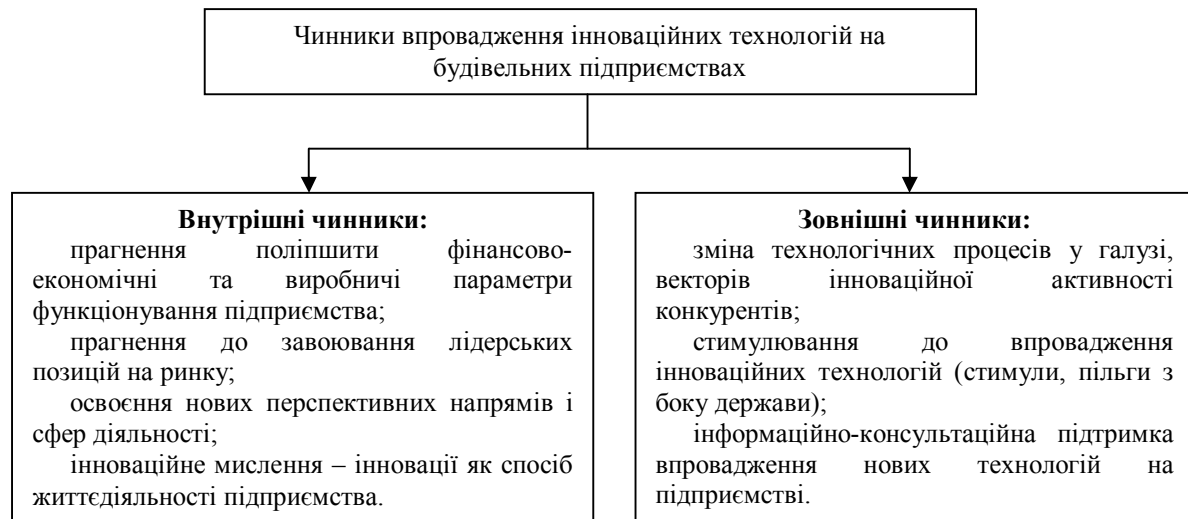 Чинники впровадження інноваційних технологій на
будівельних підприємствах
Внутрішні чинники:
прагнення поліпшити фінансово-
економічні та виробничі параметри
функціонування підприємства;
прагнення до завоювання лідерських
позицій на ринку;
освоєння нових перспективних напрямів і
сфер діяльності;
інноваційне мислення – інновації як спосіб
життєдіяльності підприємства.
Зовнішні чинники:
зміна технологічних процесів у галузі,
векторів інноваційної активності
конкурентів;
стимулювання до впровадження
інноваційних технологій (стимули, пільги з
боку держави);
інформаційно-консультаційна підтримка
впровадження нових технологій на
підприємстві.